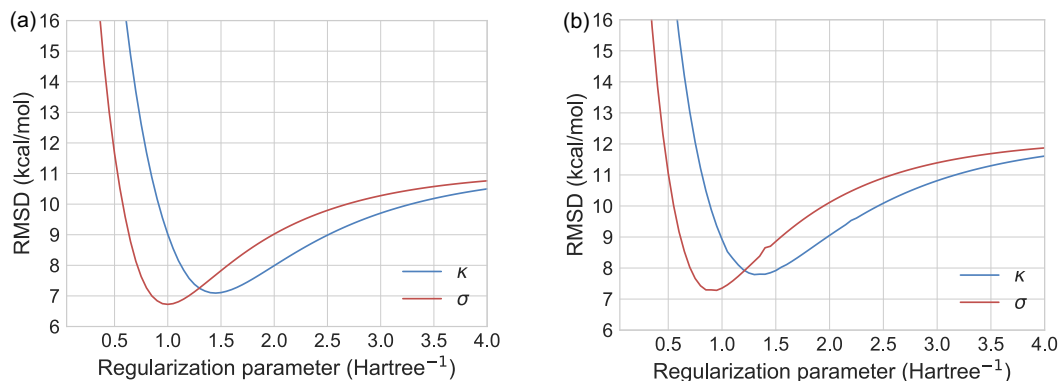 (a)
16
15
14
13
12
11
10
9
8
7
6
RMSD (kcal/mol)
κ
σ
0.5 1.0 1.5 2.0 2.5 3.0 3.5 4.0
Regularization parameter (Hartree⁻¹)
(b)
16
15
14
13
12
11
10
9
8
7
6
RMSD (kcal/mol)
κ
σ
0.5 1.0 1.5 2.0 2.5 3.0 3.5 4.0
Regularization parameter (Hartree⁻¹)